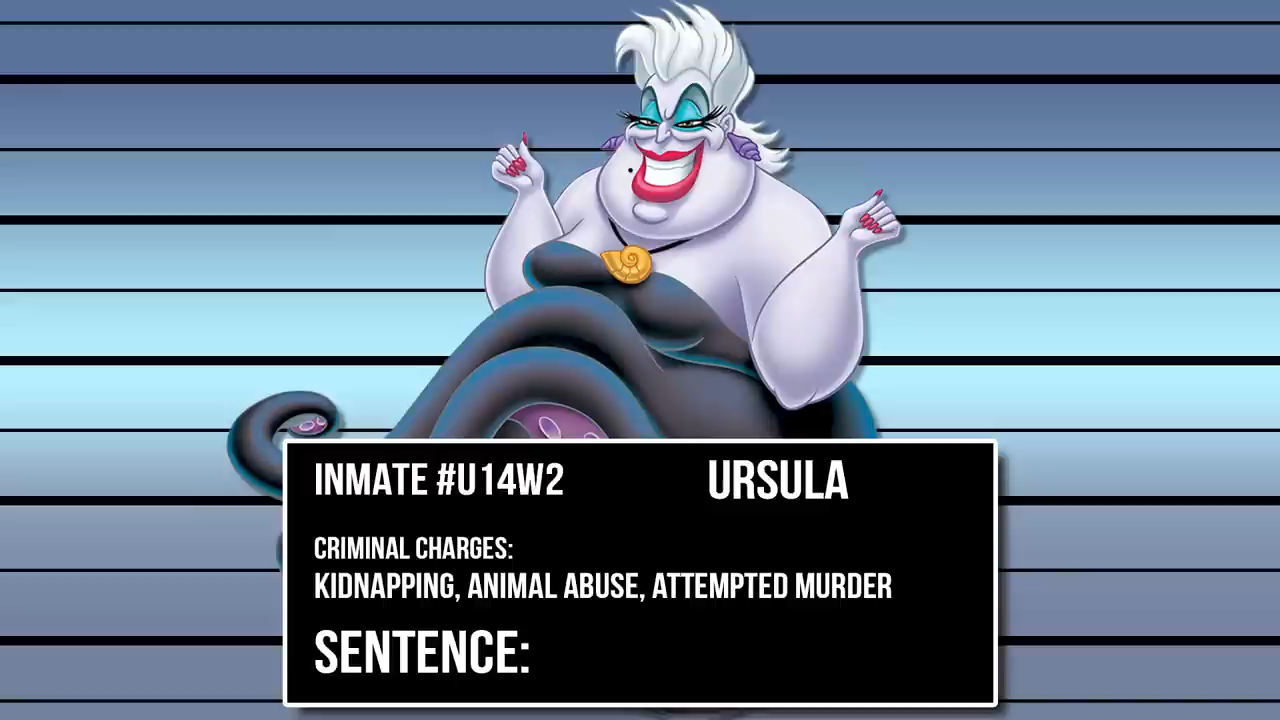 INMATE #U14W2
URSULA
CRIMINAL CHARGES:
KIDNAPPING, ANIMAL ABUSE, ATTEMPTED MURDER
SENTENCE: